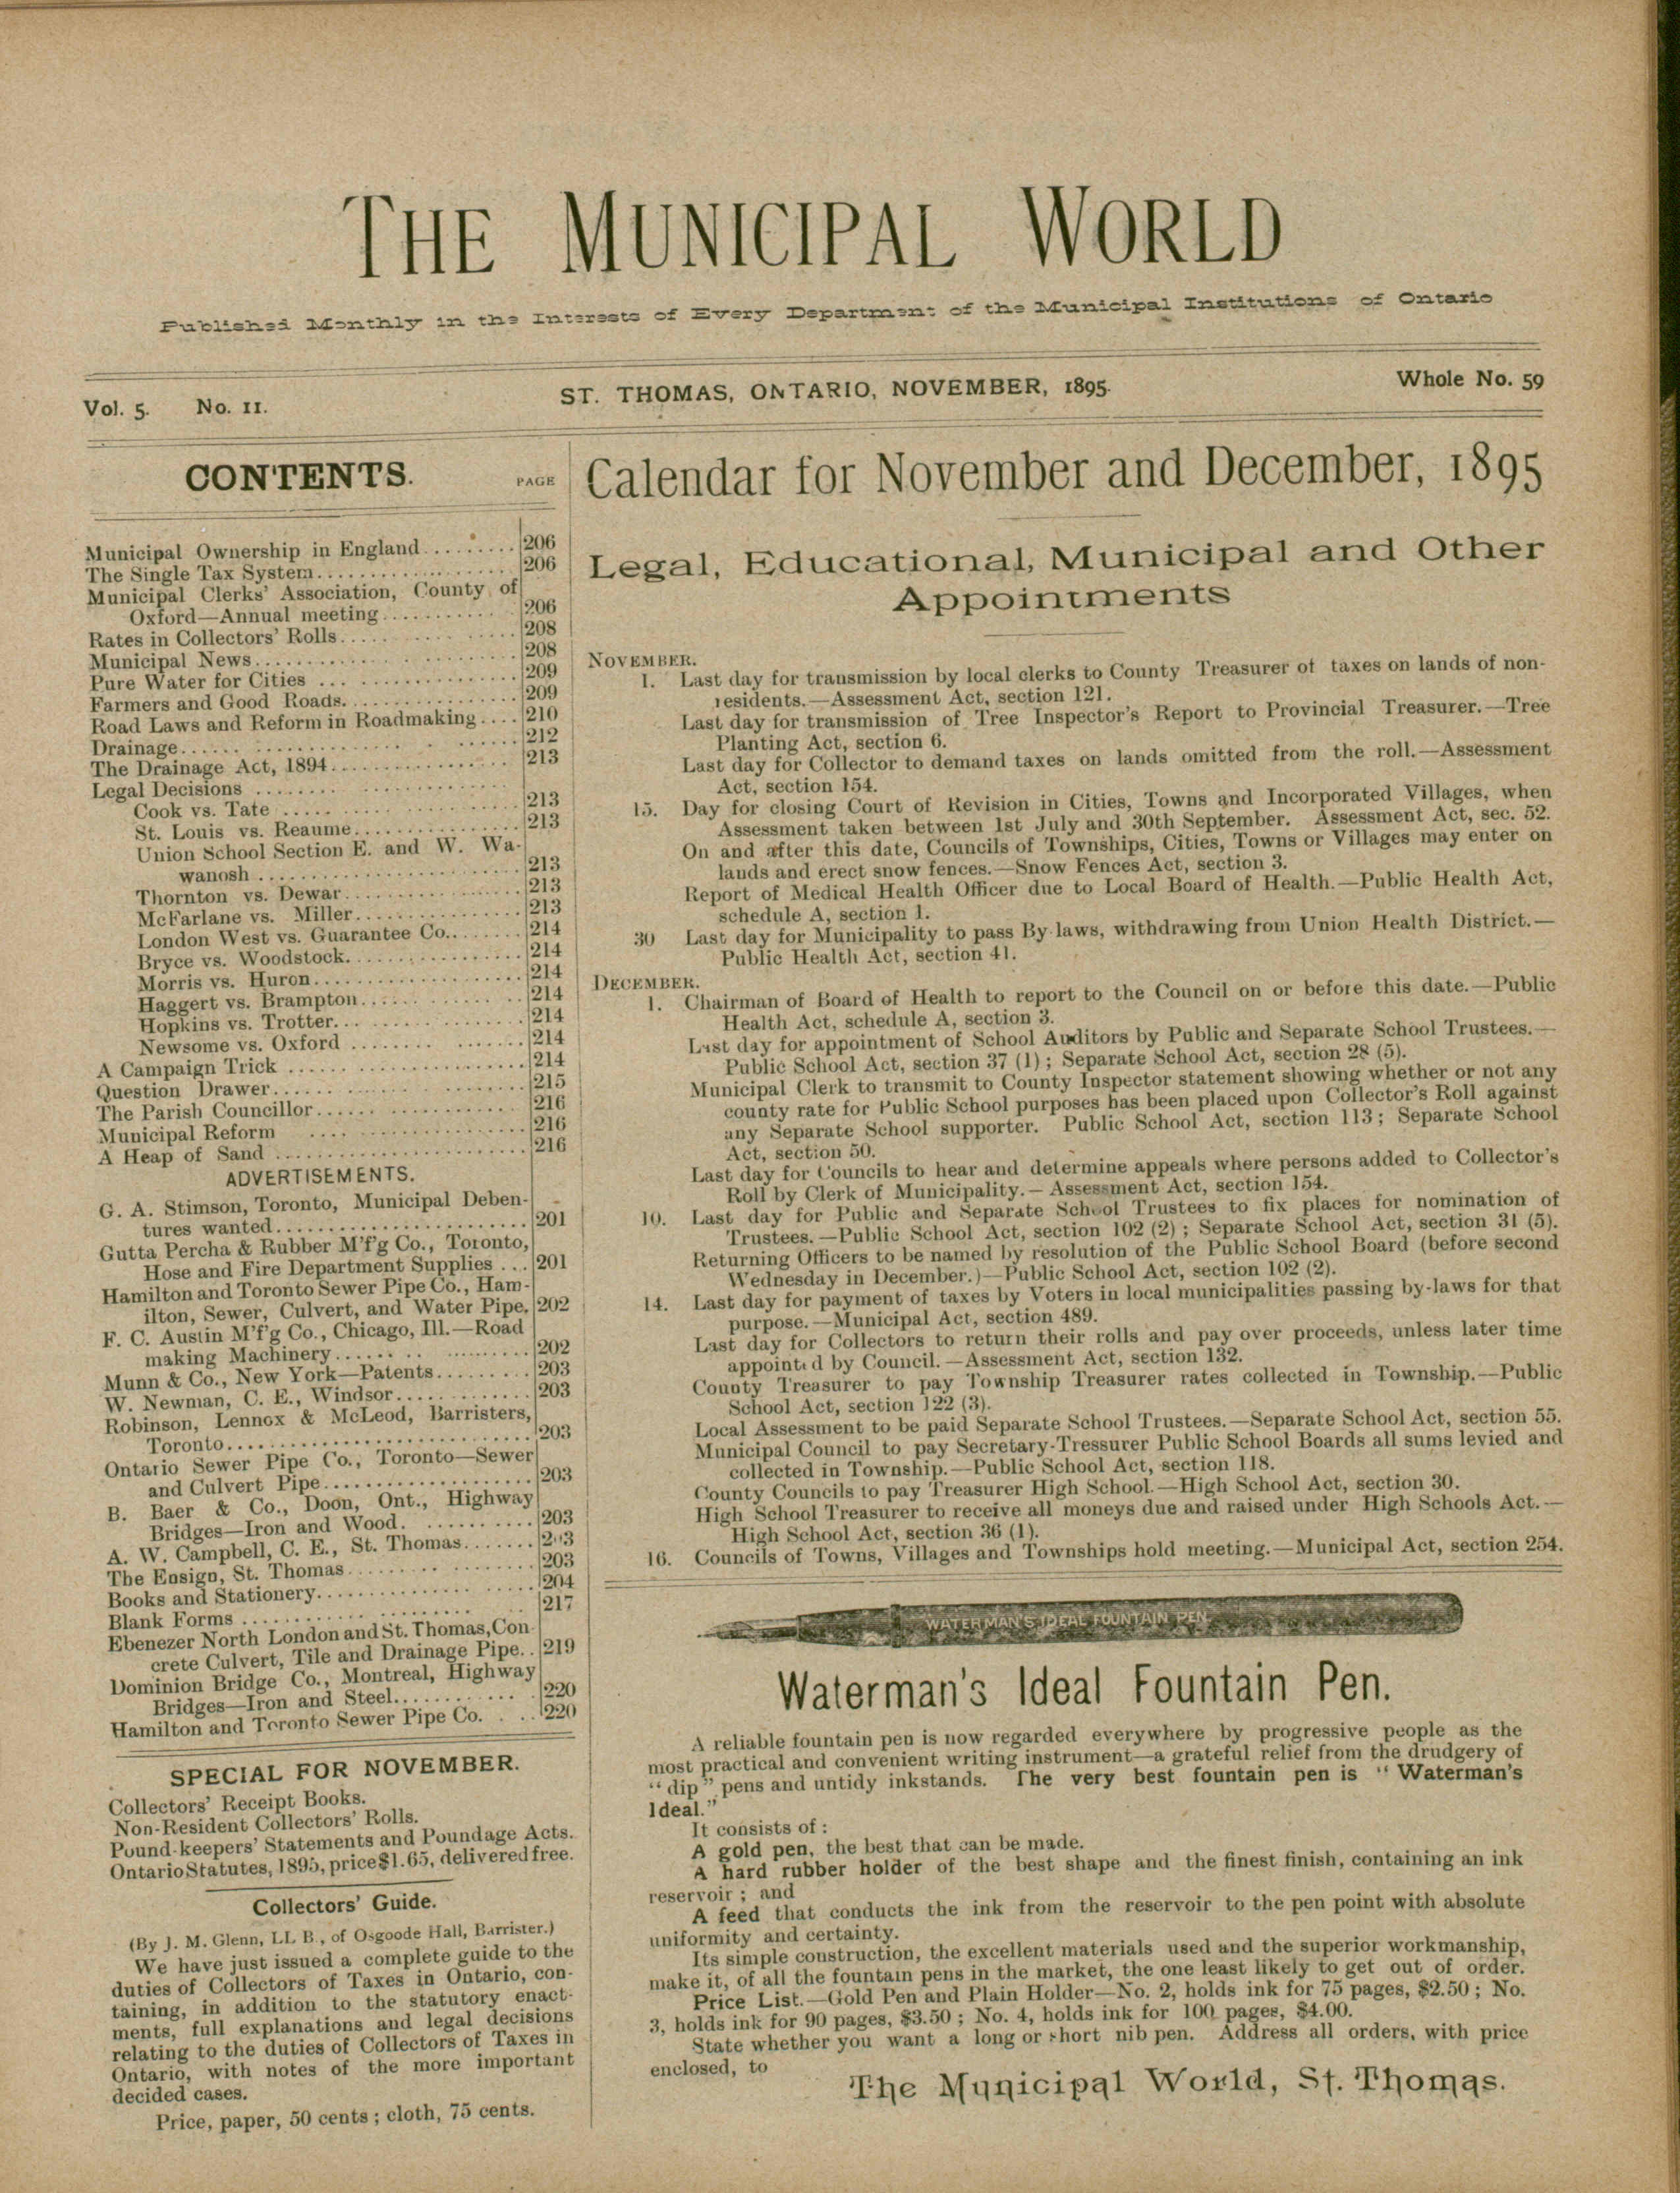 THE MUNICIPAL WORLD
Published Monthly in the Interests of Every Department of the Municipal Institutions of Ontario
Vol. 5. No. 11.
ST. THOMAS, ONTARIO, NOVEMBER, 1895.
Whole No. 59
CONTENTS.
PAGE
Municipal Ownership in England......... 206
The Single Tax System.................. 206
Municipal Clerks' Association, County of
Oxford—Annual meeting........... 206
Rates in Collectors' Rolls.................. 208
Municipal News........................ 208
Pure Water for Cities .................. 209
Farmers and Good Roads................. 209
Road Laws and Reform in Roadmaking.... 210
Drainage............................ 212
The Drainage Act, 1894.................. 213
Legal Decisions ........................
Cook vs. Tate ........................ 213
St. Louis vs. Reaume.................. 213
Union School Section E. and W. Wa-
wanosh ........................ 213
Thornton vs. Dewar.................. 213
McFarlane vs. Miller.................. 213
London West vs. Guarantee Co......... 214
Bryce vs. Woodstock.................. 214
Morris vs. Huron..................... 214
Haggert vs. Brampton.................. 214
Hopkins vs. Trotter.................. 214
Newsome vs. Oxford .................. 214
A Campaign Trick ..................... 214
Question Drawer........................ 215
The Parish Councillor.................. 216
Municipal Reform ..................... 216
A Heap of Sand ........................ 216
ADVERTISEMENTS.
G. A. Stimson, Toronto, Municipal Deben-
tures wanted........................ 201
Gutta Percha & Rubber M'f'g Co., Toronto,
Hose and Fire Department Supplies ... 201
Hamilton and Toronto Sewer Pipe Co., Ham-
ilton, Sewer, Culvert, and Water Pipe. 202
F. C. Austin M'f'g Co., Chicago, Ill.—Road
making Machinery.................. 202
Munn & Co., New York—Patents......... 203
W. Newman, C. E., Windsor............ 203
Robinson, Lennox & McLeod, Barristers,
Toronto........................... 203
Ontario Sewer Pipe Co., Toronto—Sewer
and Culvert Pipe..................... 203
B. Baer & Co., Doon, Ont., Highway
Bridges—Iron and Wood. ........... 203
A. W. Campbell, C. E., St. Thomas....... 2 3
The Ensign, St. Thomas.................. 203
Books and Stationery..................... 204
Blank Forms ........................ 217
Ebenezer North London and St. Thomas, Con
crete Culvert, Tile and Drainage Pipe.. 219
Dominion Bridge Co., Montreal, Highway
Bridges—Iron and Steel............... 220
Hamilton and Toronto Sewer Pipe Co. ... 220
SPECIAL FOR NOVEMBER.
Collectors' Receipt Books.
Non-Resident Collectors' Rolls.
Pound-keepers' Statements and Poundage Acts.
Ontario Statutes, 1895, price $1.65, delivered free.
Collectors' Guide.
(By J. M. Glenn, LL B., of Osgoode Hall, Barrister.)
We have just issued a complete guide to the
duties of Collectors of Taxes in Ontario, con-
taining, in addition to the statutory enact-
ments, full explanations and legal decisions
relating to the duties of Collectors of Taxes in
Ontario, with notes of the more important
decided cases.
Price, paper, 50 cents ; cloth, 75 cents.
Calendar for November and December, 1895
Legal, Educational, Municipal and Other
Appointments
NOVEMBER.
1. Last day for transmission by local clerks to County Treasurer of taxes on lands of non-
residents.—Assessment Act, section 121.
Last day for transmission of Tree Inspector's Report to Provincial Treasurer.—Tree
Planting Act, section 6.
Last day for Collector to demand taxes on lands omitted from the roll.—Assessment
Act, section 154.
15. Day for closing Court of Revision in Cities, Towns and Incorporated Villages, when
Assessment taken between 1st July and 30th September. Assessment Act, sec. 52.
On and after this date, Councils of Townships, Cities, Towns or Villages may enter on
lands and erect snow fences.—Snow Fences Act, section 3.
Report of Medical Health Officer due to Local Board of Health.—Public Health Act,
schedule A, section 1.
30 Last day for Municipality to pass By-laws, withdrawing from Union Health District.—
Public Health Act, section 41.
DECEMBER.
1. Chairman of Board of Health to report to the Council on or before this date.—Public
Health Act, schedule A, section 3.
Last day for appointment of School Auditors by Public and Separate School Trustees.—
Public School Act, section 37 (1) ; Separate School Act, section 28 (5).
Municipal Clerk to transmit to County Inspector statement showing whether or not any
county rate for Public School purposes has been placed upon Collector's Roll against
any Separate School supporter. Public School Act, section 113; Separate School
Act, section 50.
Last day for Councils to hear and determine appeals where persons added to Collector's
Roll by Clerk of Municipality.—Assessment Act, section 154.
10. Last day for Public and Separate School Trustees to fix places for nomination of
Trustees.—Public School Act, section 102 (2) ; Separate School Act, section 31 (5).
Returning Officers to be named by resolution of the Public School Board (before second
Wednesday in December.)—Public School Act, section 102 (2).
14. Last day for payment of taxes by Voters in local municipalities passing by-laws for that
purpose.—Municipal Act, section 489.
Last day for Collectors to return their rolls and pay over proceeds, unless later time
appointed by Council.—Assessment Act, section 132.
County Treasurer to pay Township Treasurer rates collected in Township.—Public
School Act, section 122 (3).
Local Assessment to be paid Separate School Trustees.—Separate School Act, section 55.
Municipal Council to pay Secretary-Tressurer Public School Boards all sums levied and
collected in Township.—Public School Act, section 118.
County Councils to pay Treasurer High School.—High School Act, section 30.
High School Treasurer to receive all moneys due and raised under High Schools Act.—
High School Act, section 36 (1).
16. Councils of Towns, Villages and Townships hold meeting.—Municipal Act, section 254.
WATERMAN'S IDEAL FOUNTAIN PEN
Waterman's Ideal Fountain Pen.
A reliable fountain pen is now regarded everywhere by progressive people as the
most practical and convenient writing instrument—a grateful relief from the drudgery of
"dip" pens and untidy inkstands. The very best fountain pen is "Waterman's
Ideal."
It consists of :
A gold pen, the best that can be made.
A hard rubber holder of the best shape and the finest finish, containing an ink
reservoir ; and
A feed that conducts the ink from the reservoir to the pen point with absolute
uniformity and certainty.
Its simple construction, the excellent materials used and the superior workmanship,
make it, of all the fountain pens in the market, the one least likely to get out of order.
Price List.—Gold Pen and Plain Holder—No. 2, holds ink for 75 pages, $2.50 ; No.
3, holds ink for 90 pages, $3.50 ; No. 4, holds ink for 100 pages, $4.00.
State whether you want a long or short nib pen. Address all orders, with price
enclosed, to
The Municipal World, St. Thomas.